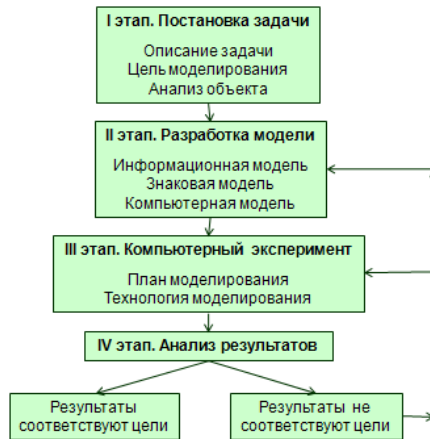 I этап. Постановка задачи
Описание задачи
Цель моделирования
Анализ объекта
II этап. Разработка модели
Информационная модель
Знаковая модель
Компьютерная модель
III этап. Компьютерный эксперимент
План моделирования
Технология моделирования
IV этап. Анализ результатов
Результаты
соответствуют цели
Результаты не
соответствуют цели